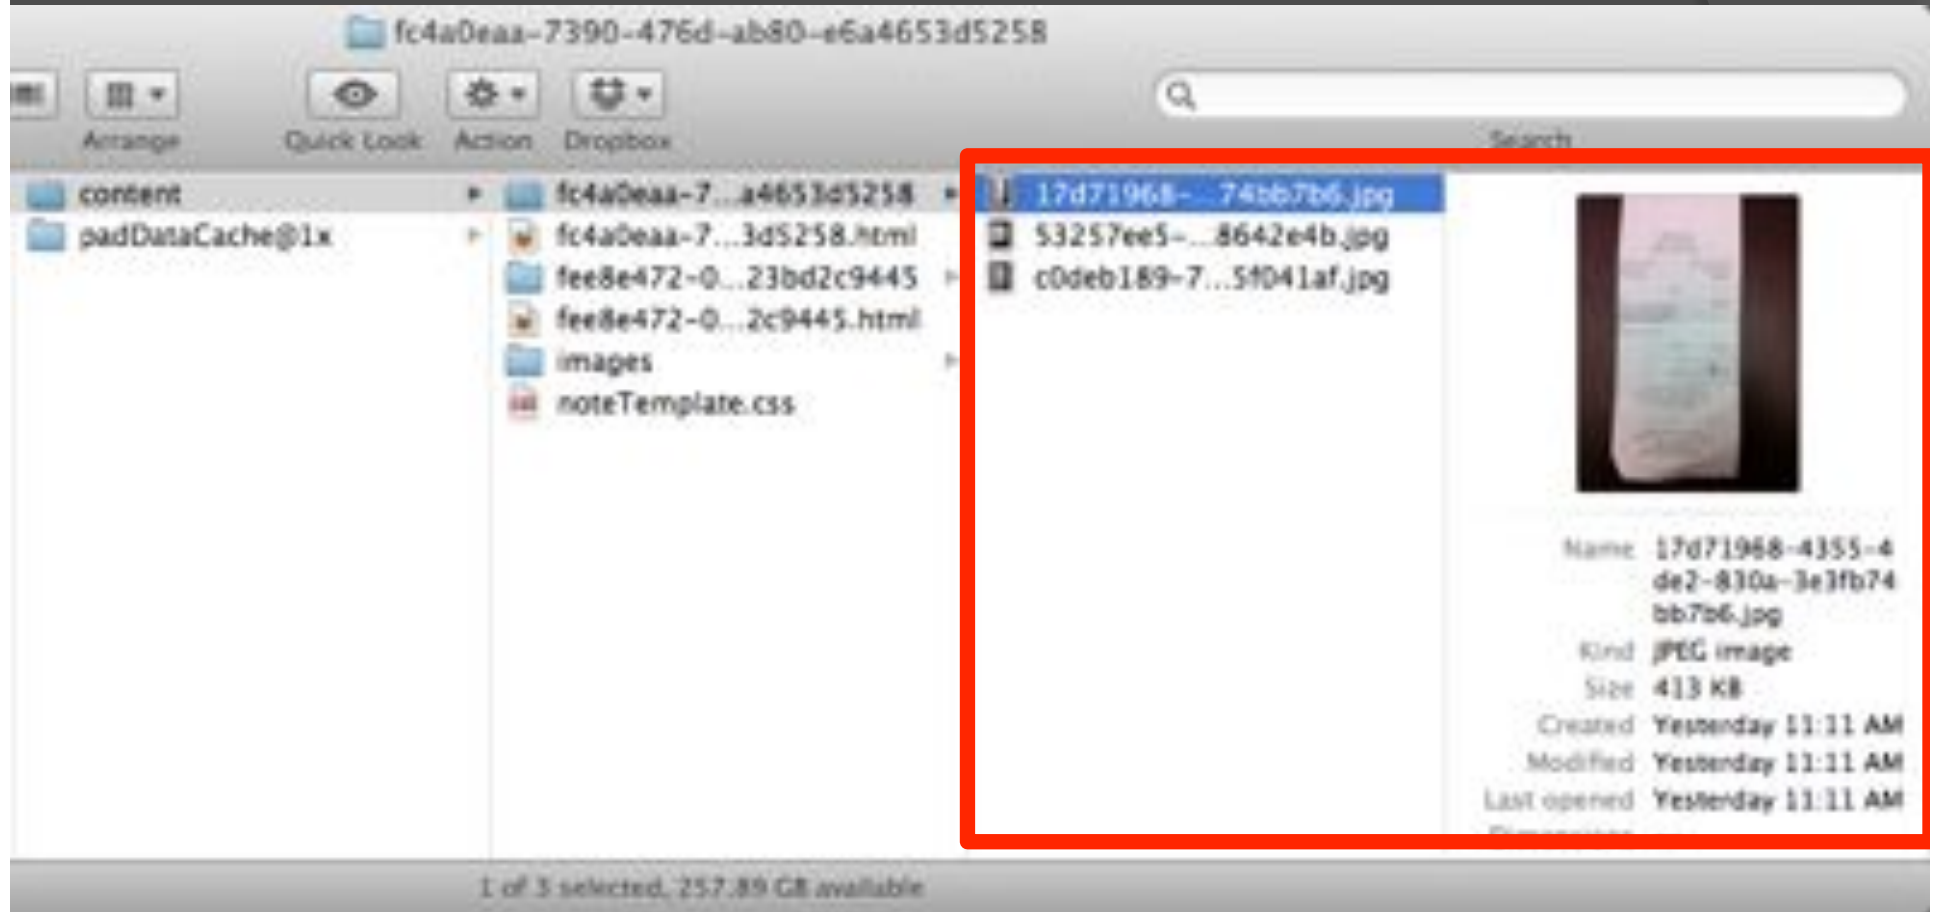 fc4a0eaa-7390-476d-ab80-e6a4653d5258
Arrange Quick Look Action Dropbox Search
content
padDataCache@1x
fc4a0eaa-7...a4653d5258
fc4a0eaa-7...3d5258.html
fee8e472-0...23bd2c9445
fee8e472-0...2c9445.html
images
noteTemplate.css
17d71968-...74bb7b6.jpg
53257ee5-...8642e4b.jpg
c0deb189-7...5f041af.jpg
Name 17d71968-4355-4
de2-830a-3e3fb74
bb7b6.jpg
Kind JPEG image
Size 413 KB
Created Yesterday 11:11 AM
Modified Yesterday 11:11 AM
Last opened Yesterday 11:11 AM
1 of 3 selected, 257.89 GB available